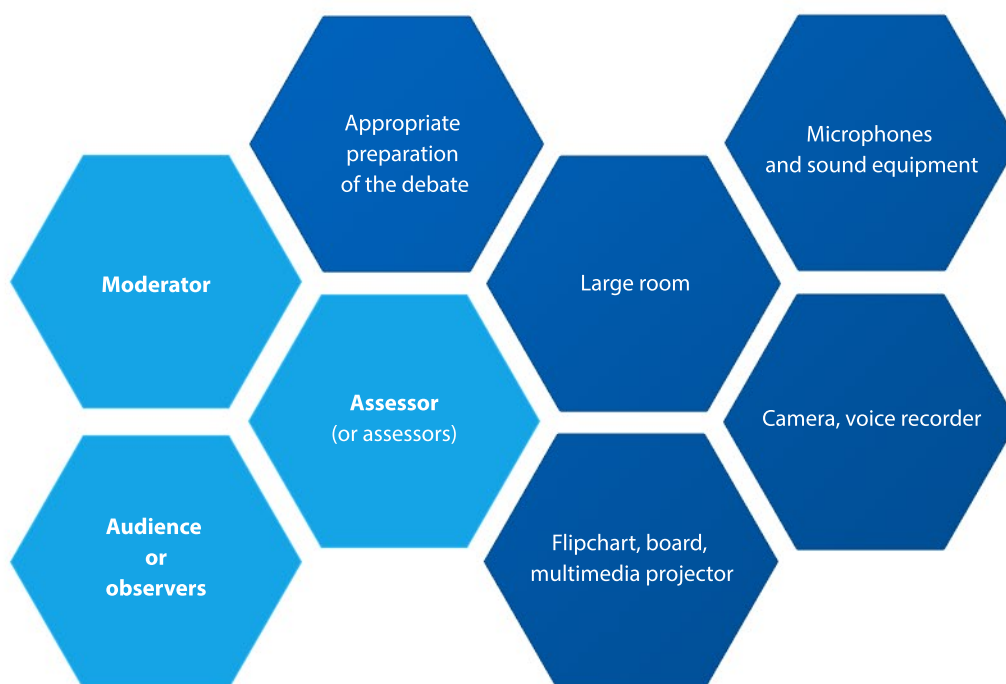 Appropriate
preparation
of the debate
Microphones
and sound equipment
Moderator
Large room
Assessor
(or assessors)
Camera, voice recorder
Audience
or
observers
Flipchart, board,
multimedia projector